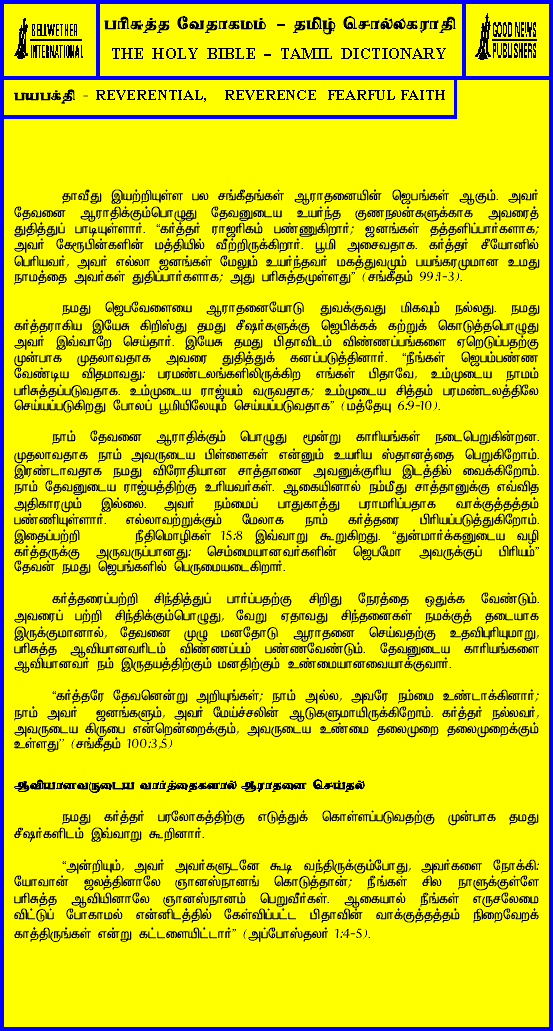 BELLWETHER
INTERNATIONAL
பரிசுத்த வேதாகமம் – தமிழ் சொல்லகராதி
THE HOLY BIBLE – TAMIL DICTIONARY
GOOD NEWS
PUBLISHERS
பயபக்தி - REVERENTIAL, REVERENCE FEARFUL FAITH
தாவீது இயற்றியுள்ள பல சங்கீதங்கள் ஆராதனையின் ஜெபங்கள் ஆகும். அவர்
தேவனை ஆராதிக்கும்பொழுது தேவனுடைய உயர்ந்த குணநலன்களுக்காக அவரைத்
துதித்துப் பாடியுள்ளார். “கர்த்தர் ராஜரிகம் பண்ணுகிறார்; ஜனங்கள் தத்தளிப்பார்களாக;
அவர் கேரூபின்களின் மத்தியில் வீற்றிருக்கிறார். பூமி அசைவதாக. கர்த்தர் சீயோனில்
பெரியவர், அவர் எல்லா ஜனங்கள் மேலும் உயர்ந்தவர் மகத்துவமும் பயங்கரமுமான உமது
நாமத்தை அவர்கள் துதிப்பார்களாக; அது பரிசுத்தமுள்ளது” (சங்கீதம் 99:1-3).
நமது ஜெபவேளையை ஆராதனையோடு துவக்குவது மிகவும் நல்லது. நமது
கர்த்தராகிய இயேசு கிறிஸ்து தமது சீஷர்களுக்கு ஜெபிக்கக் கற்றுக் கொடுத்தபொழுது
அவர் இவ்வாறே செய்தார். இயேசு தமது பிதாவிடம் விண்ணப்பங்களை ஏறெடுப்பதற்கு
முன்பாக முதலாவதாக அவரை துதித்துக் கனப்படுத்தினார். “நீங்கள் ஜெபம்பண்ண
வேண்டிய விதமாவது: பரமண்டலங்களிலிருக்கிற எங்கள் பிதாவே, உம்முடைய நாமம்
பரிசுத்தப்படுவதாக. உம்முடைய ராஜ்யம் வருவதாக; உம்முடைய சித்தம் பரமண்டலத்திலே
செய்யப்படுகிறது போலப் பூமியிலேயும் செய்யப்படுவதாக” (மத்தேயு 6:9-10).
நாம் தேவனை ஆராதிக்கும் பொழுது மூன்று காரியங்கள் நடைபெறுகின்றன.
முதலாவதாக நாம் அவருடைய பிள்ளைகள் என்னும் உயரிய ஸ்தானத்தை பெறுகிறோம்.
இரண்டாவதாக நமது விரோதியான சாத்தானை அவனுக்குரிய இடத்தில் வைக்கிறோம்.
நாம் தேவனுடைய ராஜ்யத்திற்கு உரியவர்கள். ஆகையினால் நம்மீது சாத்தானுக்கு எவ்வித
அதிகாரமும் இல்லை. அவர் நம்மைப் பாதுகாத்து பராமரிப்பதாக வாக்குத்தத்தம்
பண்ணியுள்ளார். எல்லாவற்றுக்கும் மேலாக நாம் கர்த்தரை பிரியப்படுத்துகிறோம்.
இதைப்பற்றி நீதிமொழிகள் 15:8 இவ்வாறு கூறுகிறது. “துன்மார்க்கனுடைய வழி
கர்த்தருக்கு அருவருப்பானது; செம்மையானவர்களின் ஜெபமோ அவருக்குப் பிரியம்”
தேவன் நமது ஜெபங்களில் பெருமையடைகிறார்.
கர்த்தரைப்பற்றி சிந்தித்துப் பார்ப்பதற்கு சிறிது நேரத்தை ஒதுக்க வேண்டும்.
அவரைப் பற்றி சிந்திக்கும்பொழுது, வேறு ஏதாவது சிந்தனைகள் நமக்குத் தடையாக
இருக்குமானால், தேவனை முழு மனதோடு ஆராதனை செய்வதற்கு உதவிபுரியுமாறு,
பரிசுத்த ஆவியானவரிடம் விண்ணப்பம் பண்ணவேண்டும். தேவனுடைய காரியங்களை
ஆவியானவர் நம் இருதயத்திற்கும் மனதிற்கும் உண்மையானவையாக்குவார்.
“கர்த்தரே தேவனென்று அறியுங்கள்; நாம் அல்ல, அவரே நம்மை உண்டாக்கினார்;
நாம் அவர் ஜனங்களும், அவர் மேய்ச்சலின் ஆடுகளுமாயிருக்கிறோம். கர்த்தர் நல்லவர்,
அவருடைய கிருபை என்றென்றைக்கும், அவருடைய உண்மை தலைமுறை தலைமுறைக்கும்
உள்ளது” (சங்கீதம் 100:3,5)
ஆவியானவருடைய வார்த்தைகளால் ஆராதனை செய்தல்
நமது கர்த்தர் பரலோகத்திற்கு எடுத்துக் கொள்ளப்படுவதற்கு முன்பாக தமது
சீஷர்களிடம் இவ்வாறு கூறினார்.
“அன்றியும், அவர் அவர்களுடனே கூடி வந்திருக்கும்போது, அவர்களை நோக்கி:
யோவான் ஜலத்தினாலே ஞானஸ்நானங் கொடுத்தான்; நீங்கள் சில நாளுக்குள்ளே
பரிசுத்த ஆவியினாலே ஞானஸ்நானம் பெறுவீர்கள். ஆகையால் நீங்கள் எருசலேமை
விட்டுப் போகாமல் என்னிடத்தில் கேள்விப்பட்ட பிதாவின் வாக்குத்தத்தம் நிறைவேறக்
காத்திருங்கள் என்று கட்டளையிட்டார்” (அப்போஸ்தலர் 1:4-5).